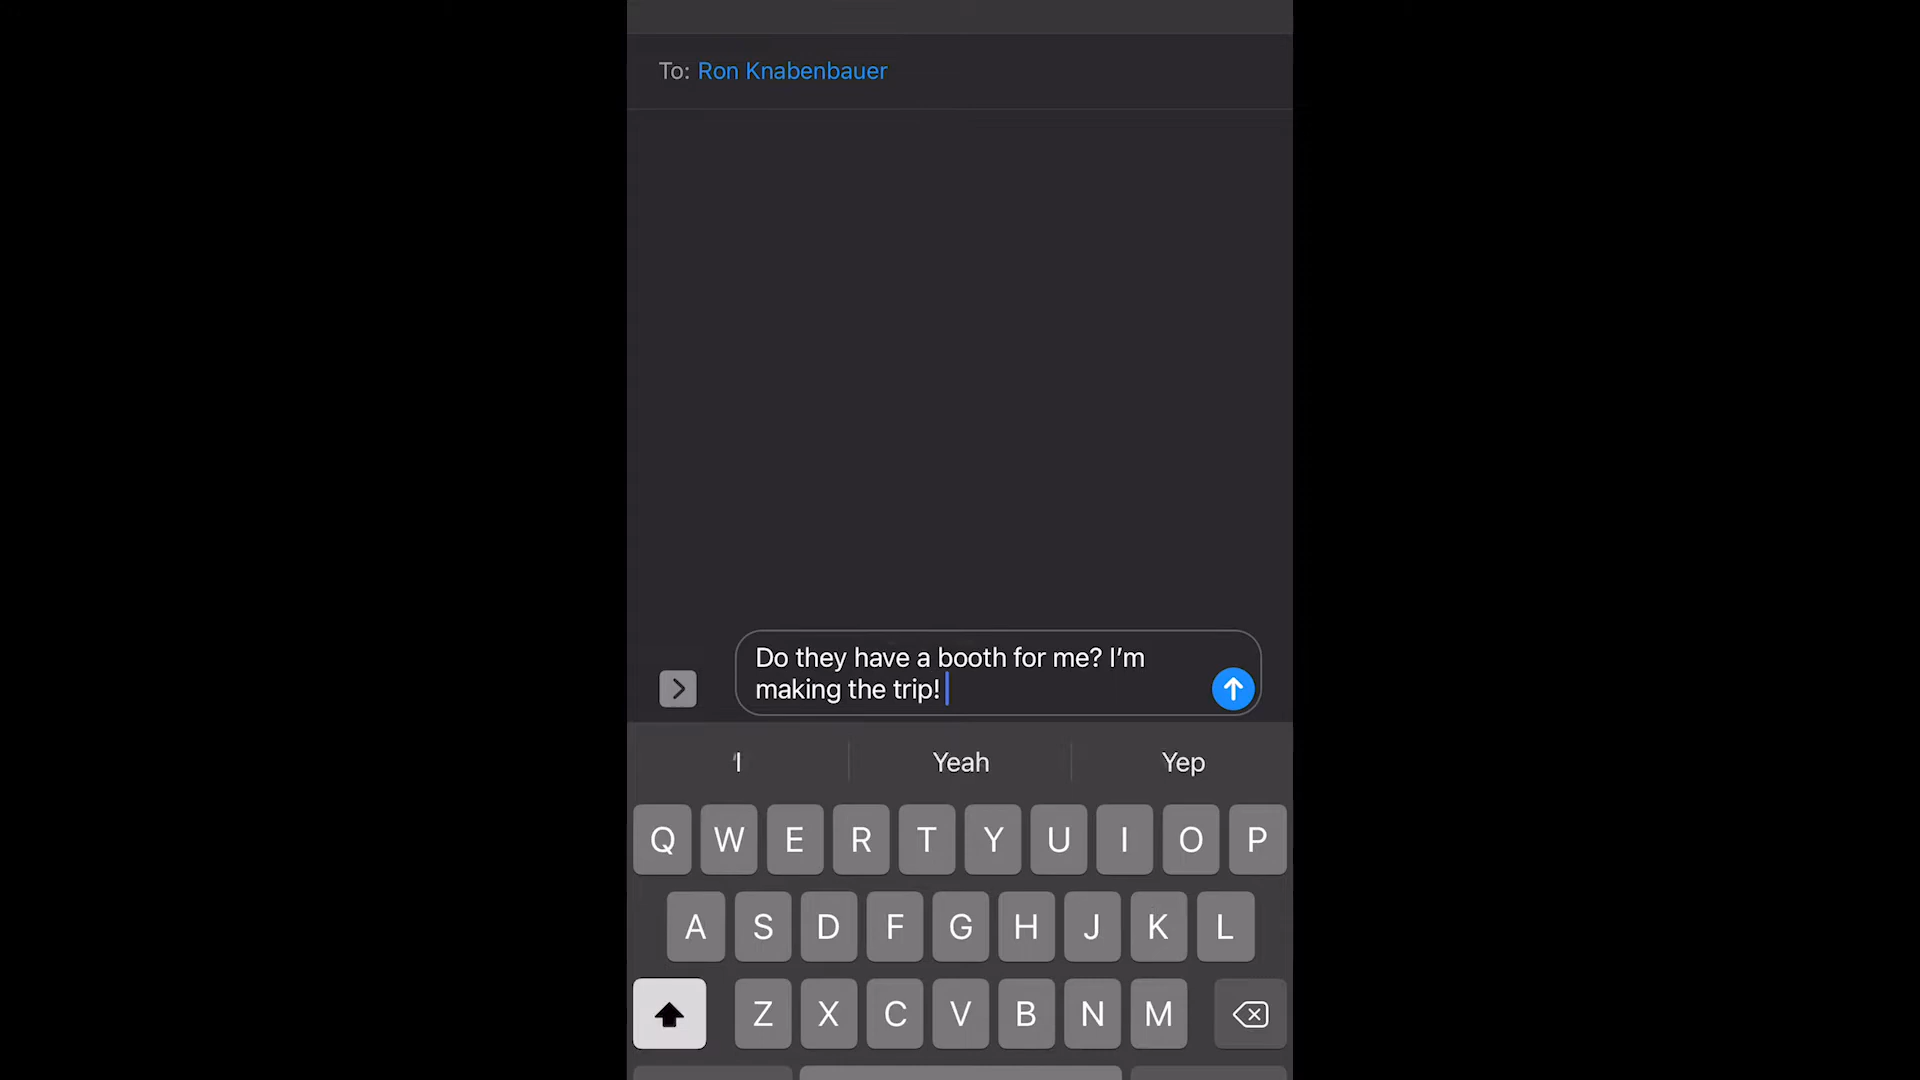 To: Ron Knabenbauer
Do they have a booth for me? I’m
making the trip!
Yeah Yep
Q W E R T Y U I O P
A S D F G H J K L
Z X C V B N M